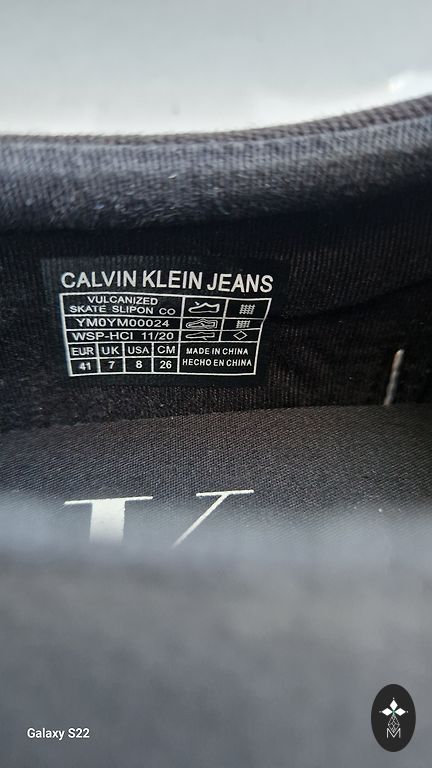 CALVIN KLEIN JEANS
VULCANIZED
SKATE SLIPON CO
YM0YM00024
WSP-HCI 11/20
EUR UK USA CM
41 7 8 26
MADE IN CHINA
HECHO EN CHINA
K
Galaxy S22
M